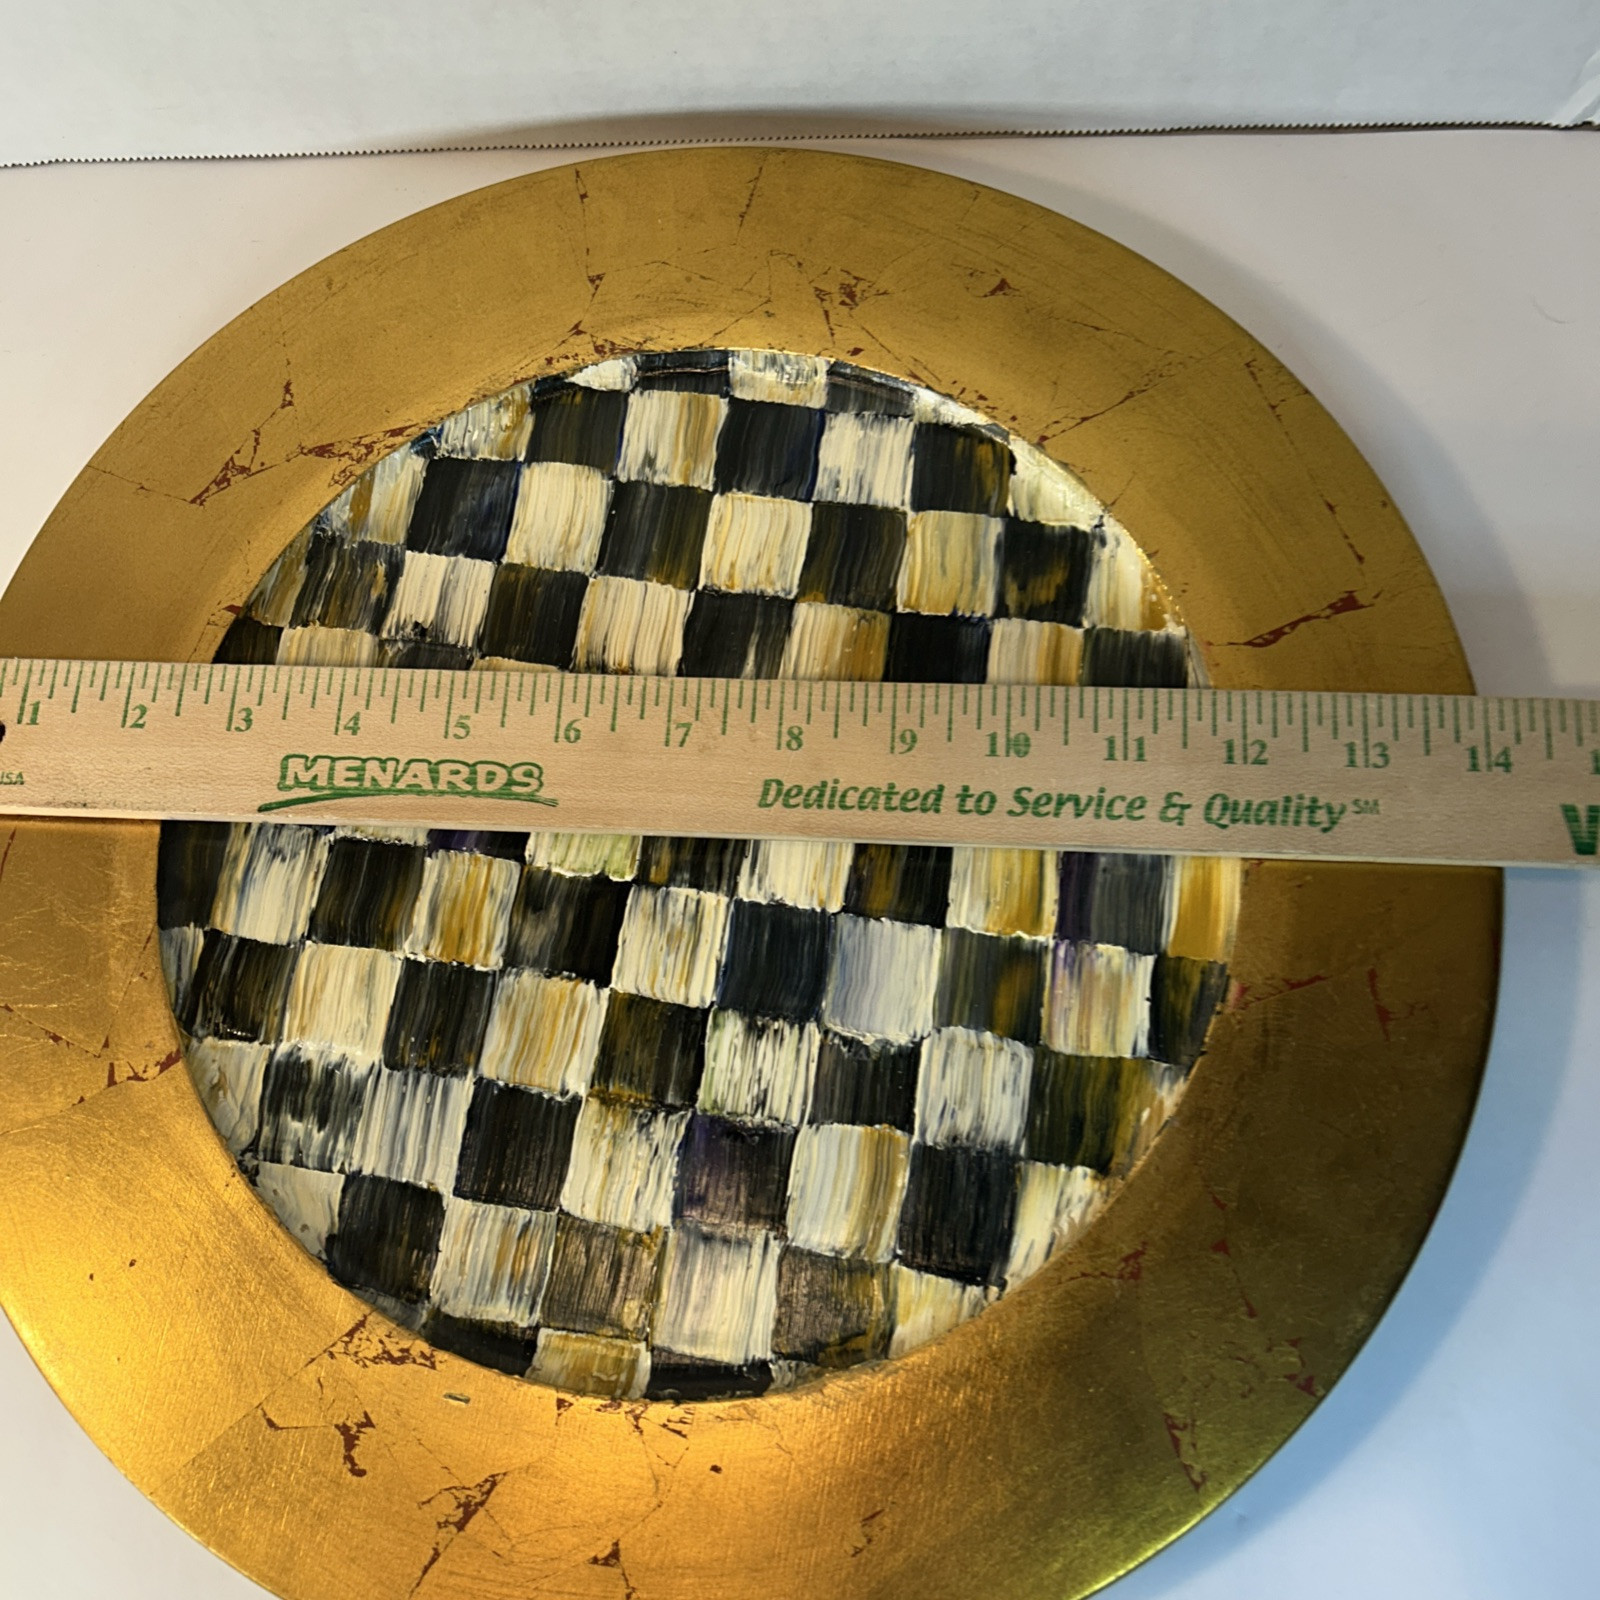 1 2 3 4 5 6 7 8 9 10 11 12 13 14
USA MENARDS Dedicated to Service & Quality SM